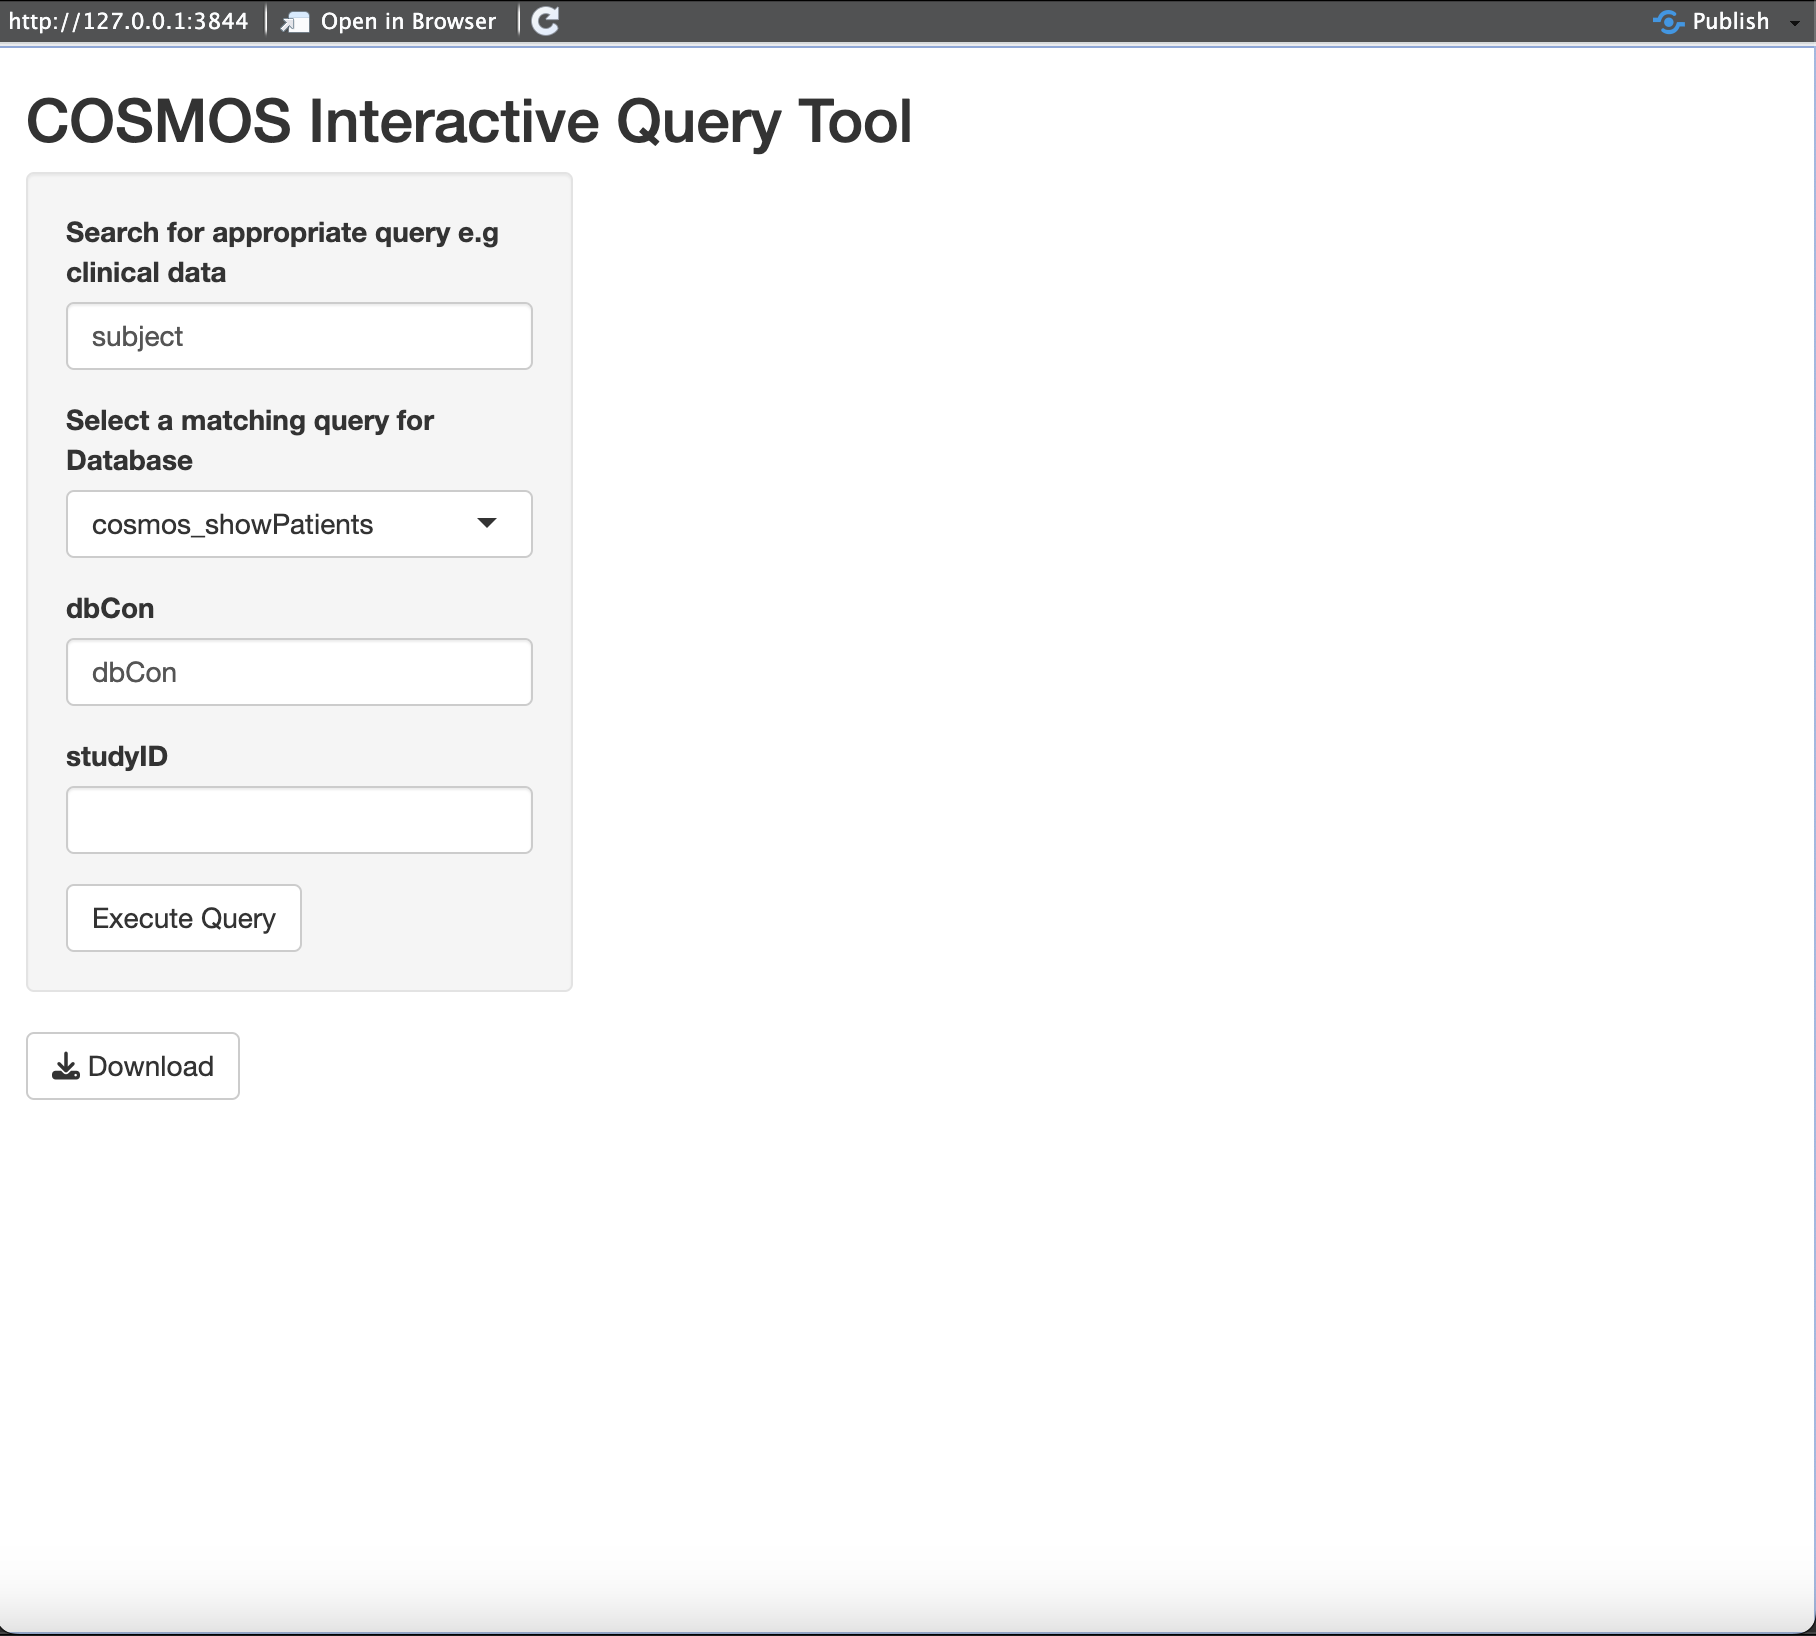 http://127.0.0.1:3844 Open in Browser Publish
COSMOS Interactive Query Tool
Search for appropriate query e.g
clinical data
subject
Select a matching query for
Database
cosmos_showPatients
dbCon
dbCon
studyID
Execute Query
Download